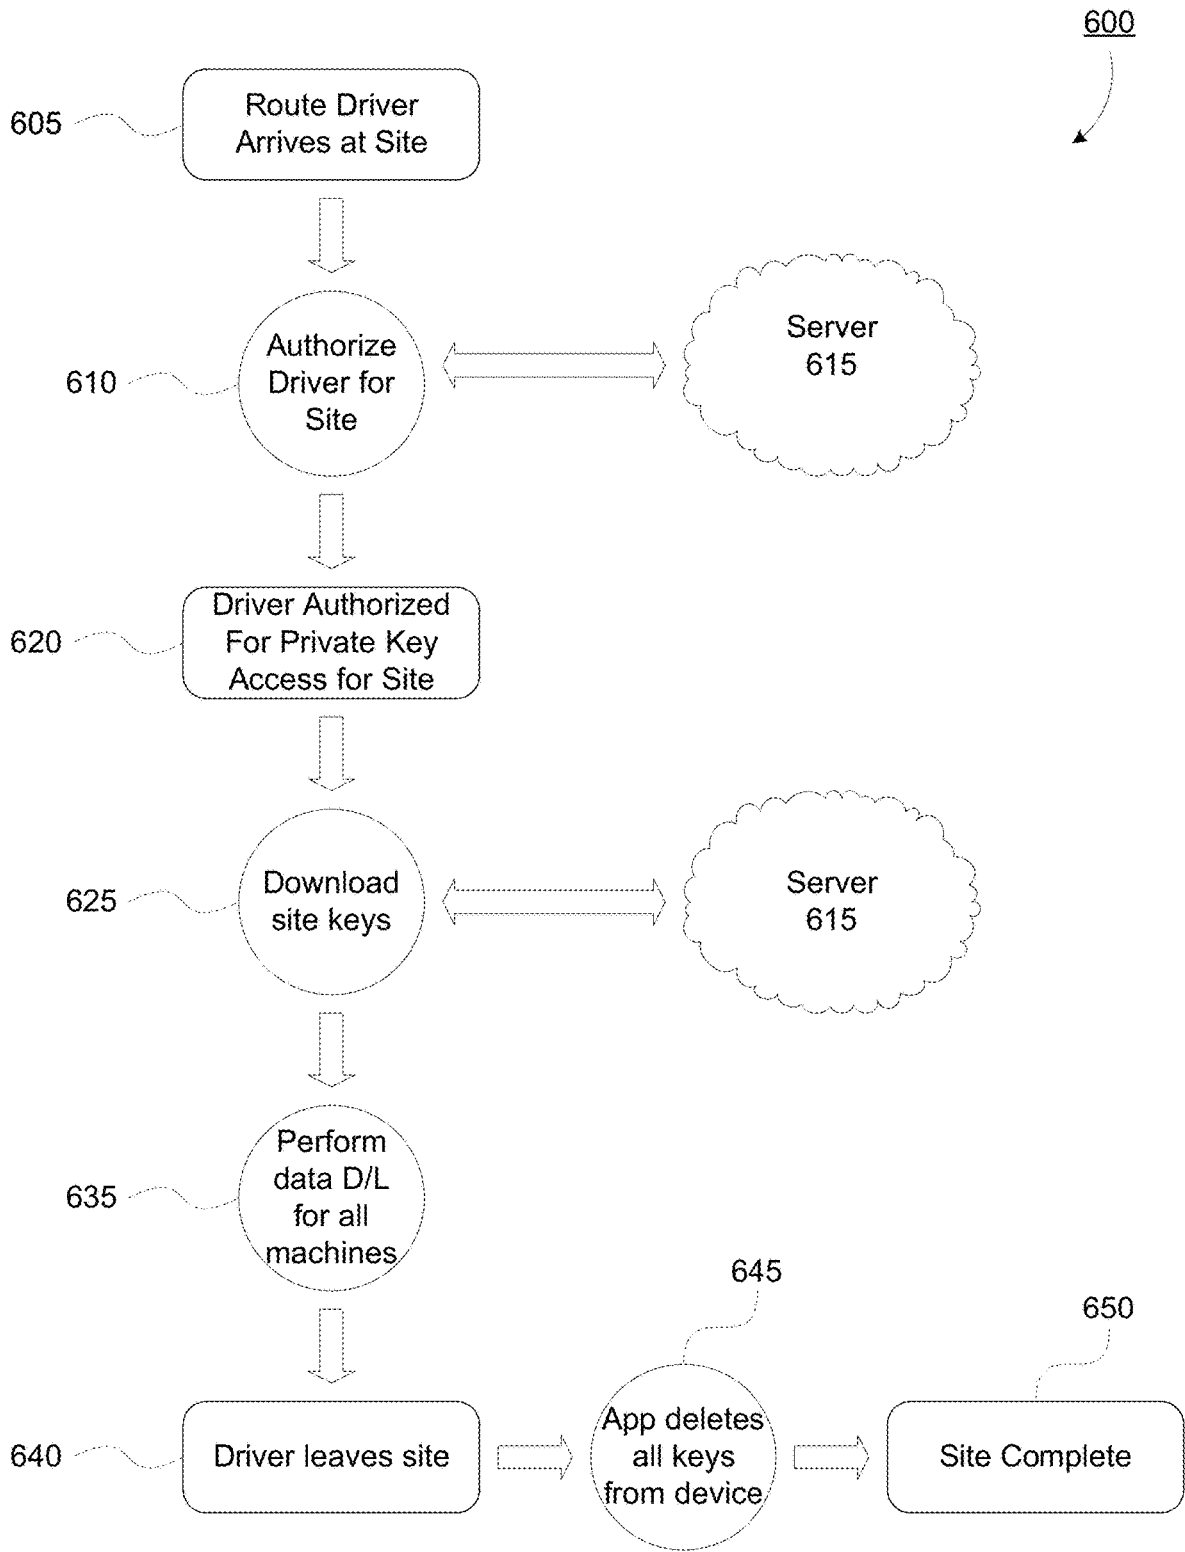 600
605
Route Driver
Arrives at Site
610
Authorize
Driver for
Site
Server
615
620
Driver Authorized
For Private Key
Access for Site
625
Download
site keys
Server
615
635
Perform
data D/L
for all
machines
645
650
640
Driver leaves site
App deletes
all keys
from device
Site Complete